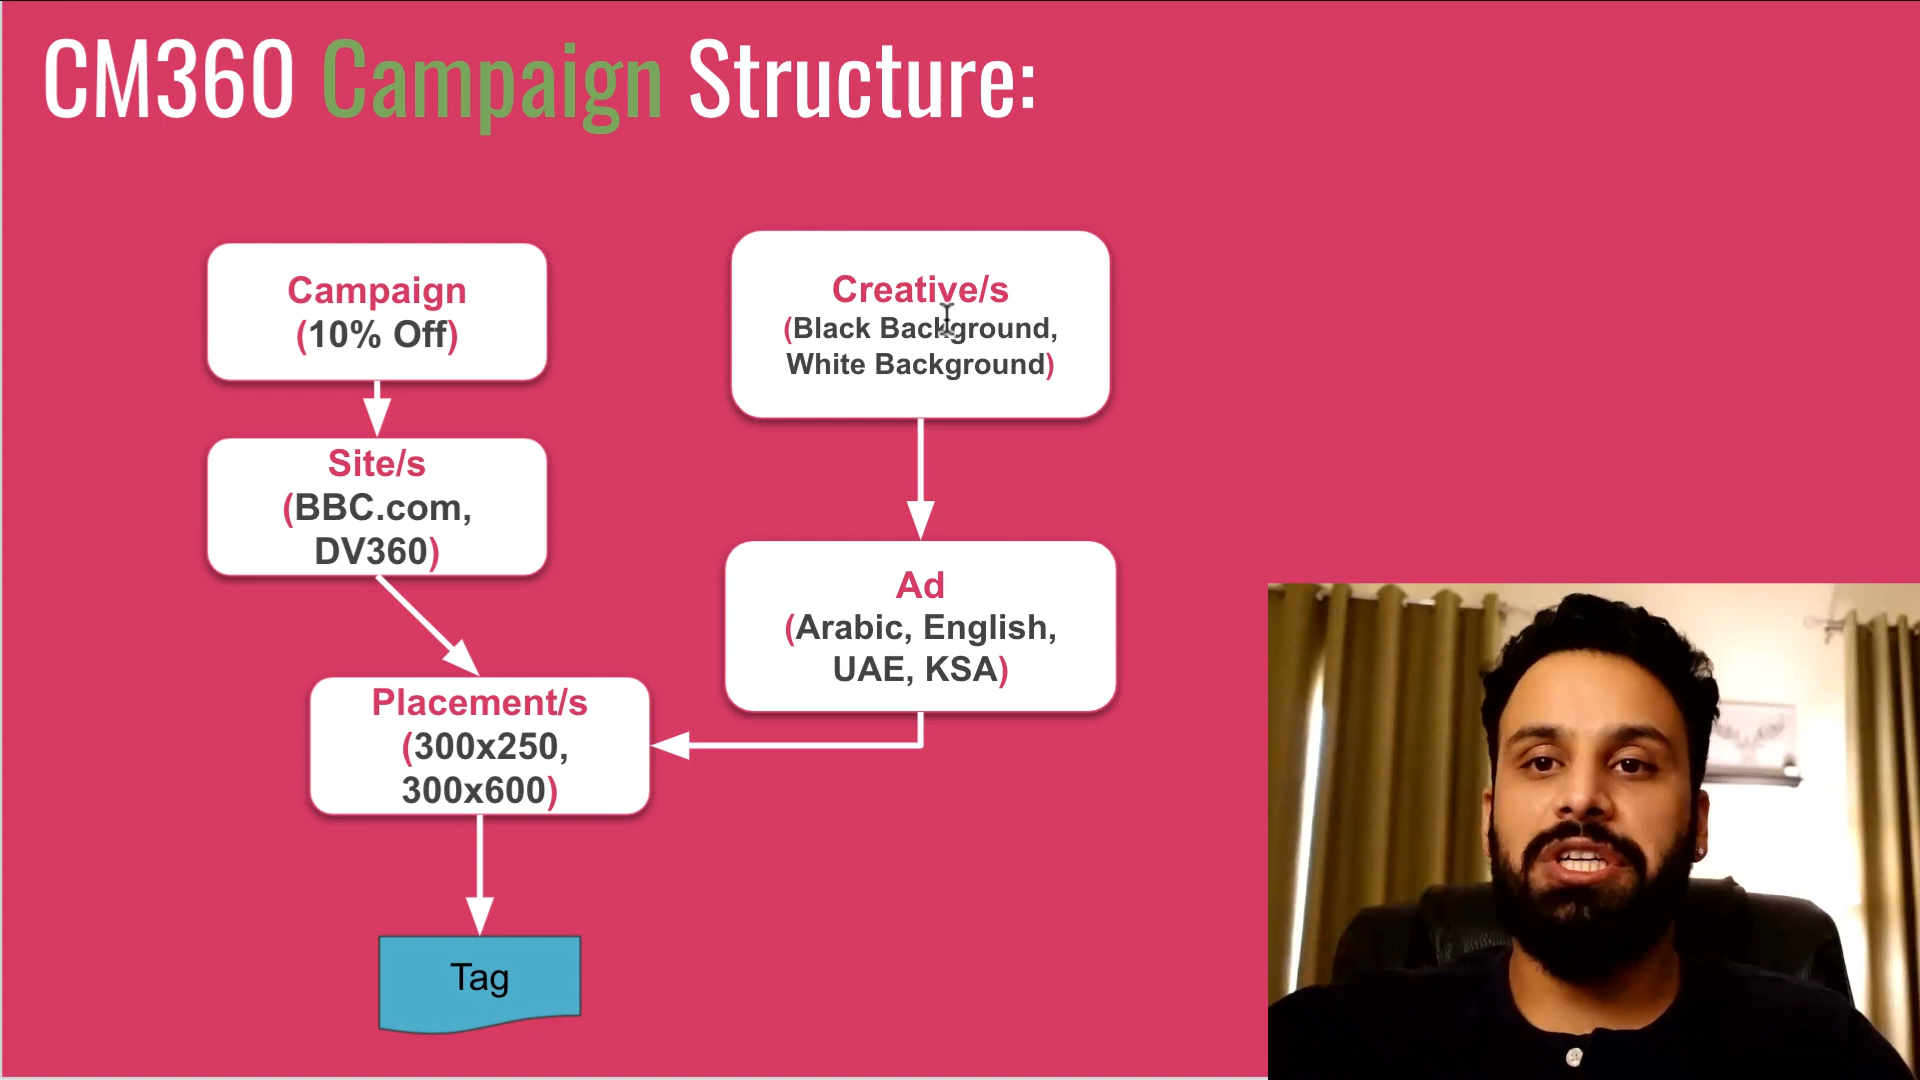 CM360 Campaign Structure:
Campaign
(10% Off)
Site/s
(BBC.com,
DV360)
Placement/s
(300x250,
300x600)
Tag
Creative/s
(Black Background,
White Background)
Ad
(Arabic, English,
UAE, KSA)